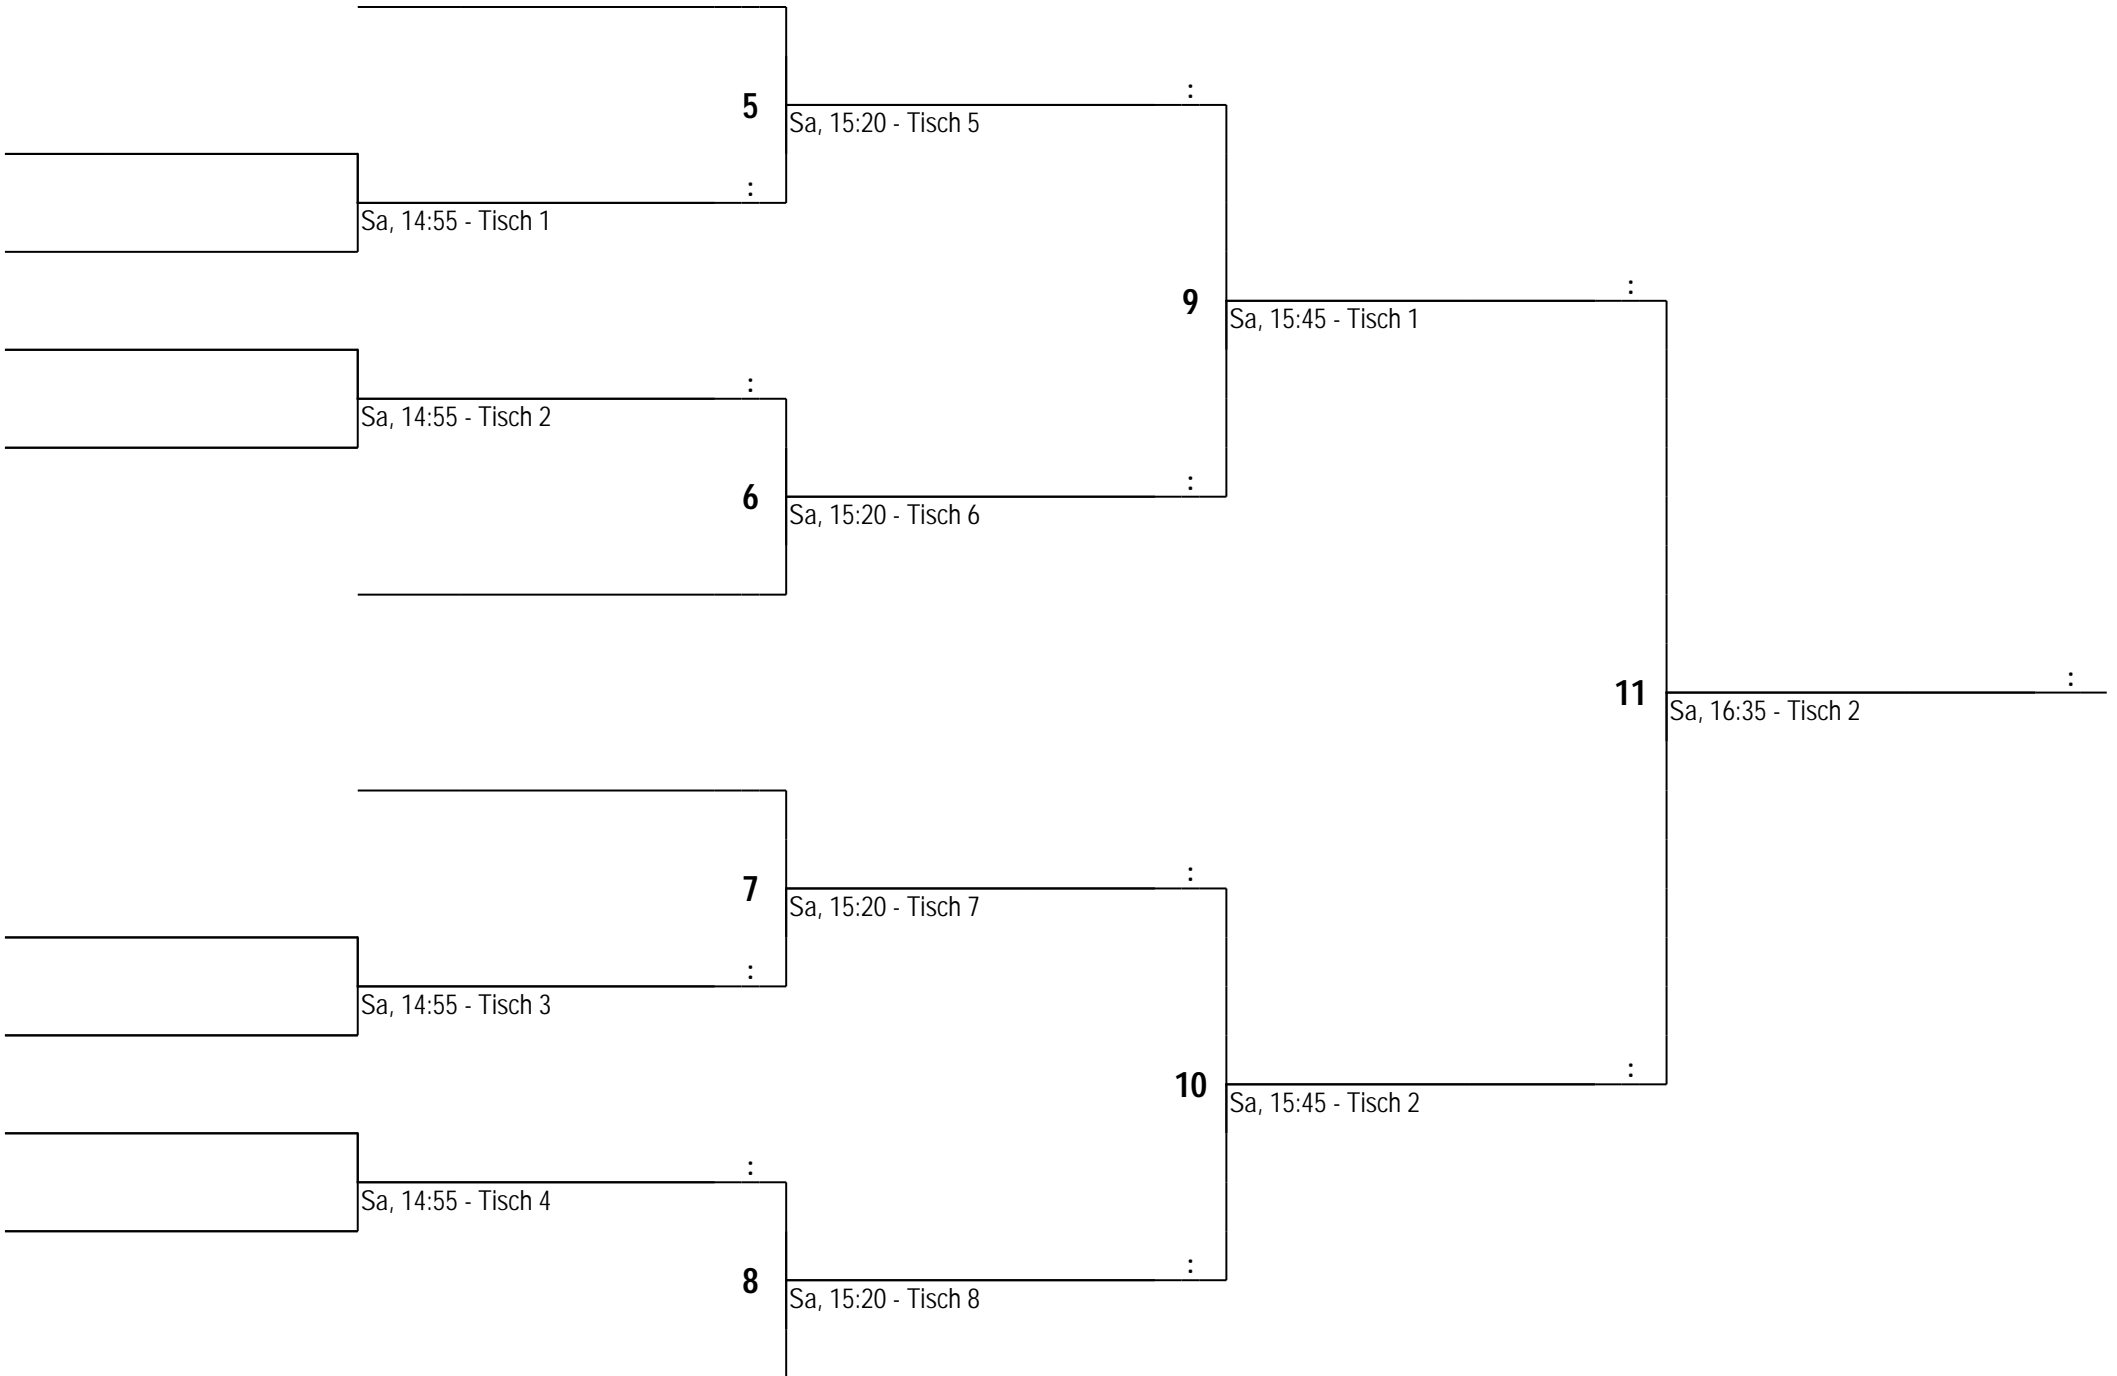 :
5
Sa, 15:20 - Tisch 5
:
Sa, 14:55 - Tisch 1
:
9
Sa, 15:45 - Tisch 1
:
Sa, 14:55 - Tisch 2
:
6
Sa, 15:20 - Tisch 6
:
11
Sa, 16:35 - Tisch 2
:
7
Sa, 15:20 - Tisch 7
:
Sa, 14:55 - Tisch 3
:
10
Sa, 15:45 - Tisch 2
:
Sa, 14:55 - Tisch 4
:
8
Sa, 15:20 - Tisch 8